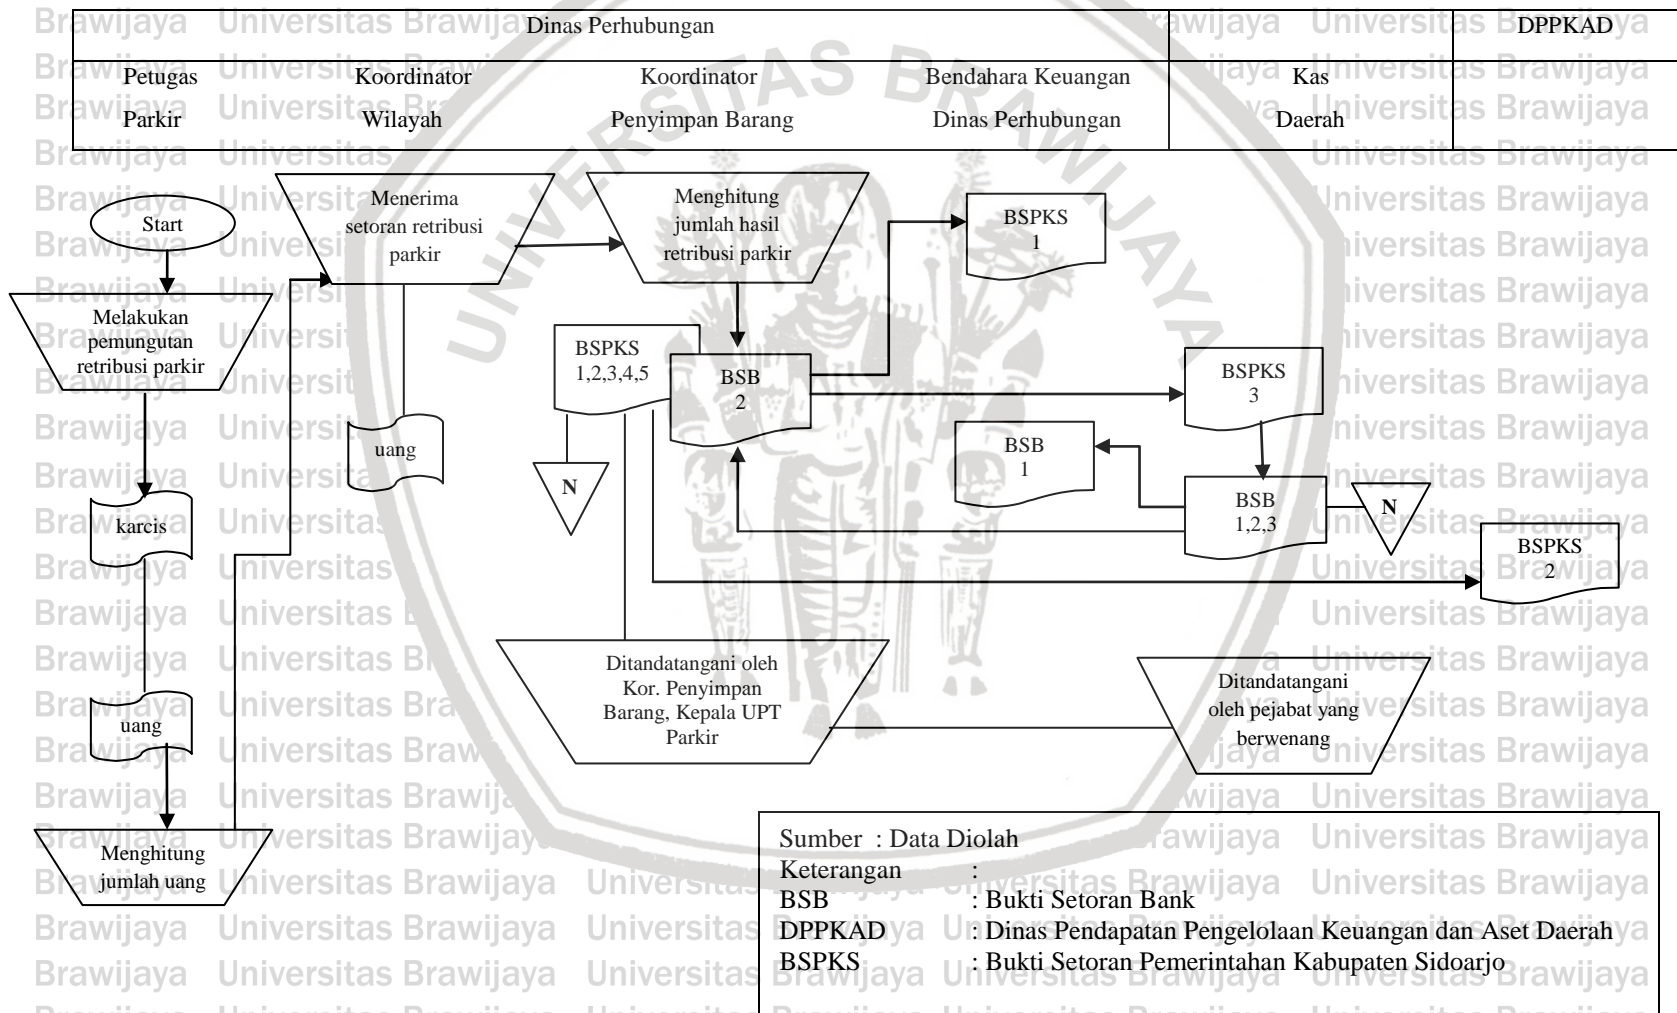 Dinas Perhubungan
DPPKAD
Petugas
Parkir
Koordinator
Wilayah
Koordinator
Penyimpan Barang
Bendahara Keuangan
Dinas Perhubungan
Kas
Daerah
Start
Melakukan
pemungutan
retribusi parkir
karcis
uang
Menghitung
jumlah uang
Menerima
setoran retribusi
parkir
uang
Menghitung
jumlah hasil
retribusi parkir
BSPKS
1,2,3,4,5
BSB
2
N
Ditandatangani oleh
Kor. Penyimpan
Barang, Kepala UPT
Parkir
BSPKS
1
BSB
1
BSPKS
3
BSB
1,2,3
N
Ditandatangani
oleh pejabat yang
berwenang
BSPKS
2
Sumber : Data Diolah
Keterangan :
BSB : Bukti Setoran Bank
DPPKAD : Dinas Pendapatan Pengelolaan Keuangan dan Aset Daerah
BSPKS : Bukti Setoran Pemerintahan Kabupaten Sidoarjo
UNIVERSITAS BRAWIJAYA
Universitas Brawijaya